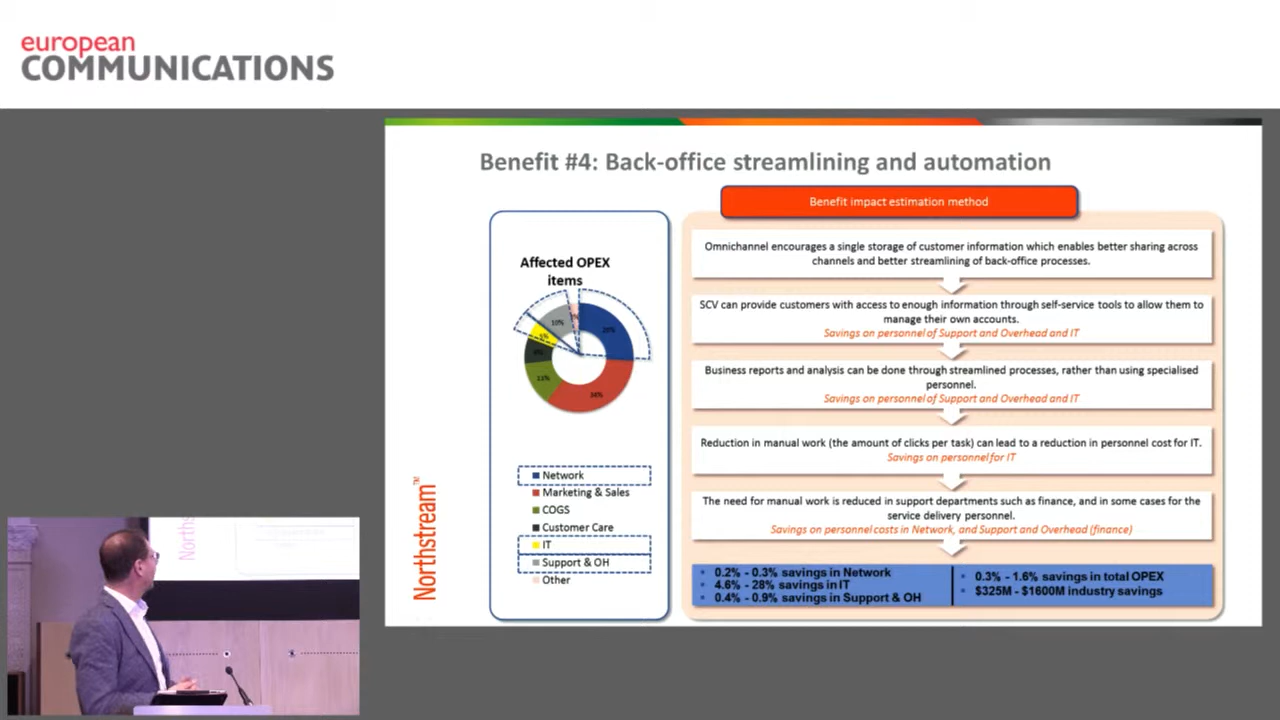 european
COMMUNICATIONS
Benefit #4: Back-office streamlining and automation
Benefit impact estimation method
Affected OPEX
items
10%
11%
34%
Network
Marketing & Sales
COGS
Customer Care
IT
Support & OH
Other
Northstream™
Omnichannel encourages a single storage of customer information which enables better sharing across
channels and better streamlining of back-office processes.
SCV can provide customers with access to enough information through self-service tools to allow them to
manage their own accounts.
Savings on personnel of Support and Overhead and IT
Business reports and analysis can be done through streamlined processes, rather than using specialised
personnel.
Savings on personnel of Support and Overhead and IT
Reduction in manual work (the amount of clicks per task) can lead to a reduction in personnel cost for IT.
Savings on personnel for IT
The need for manual work is reduced in support departments such as finance, and in some cases for the
service delivery personnel.
Savings on personnel costs in Network, and Support and Overhead (finance)
• 0.2% - 0.3% savings in Network
• 4.6% - 28% savings in IT
• 0.4% - 0.9% savings in Support & OH
• 0.3% - 1.6% savings in total OPEX
• $325M - $1600M industry savings
Norths